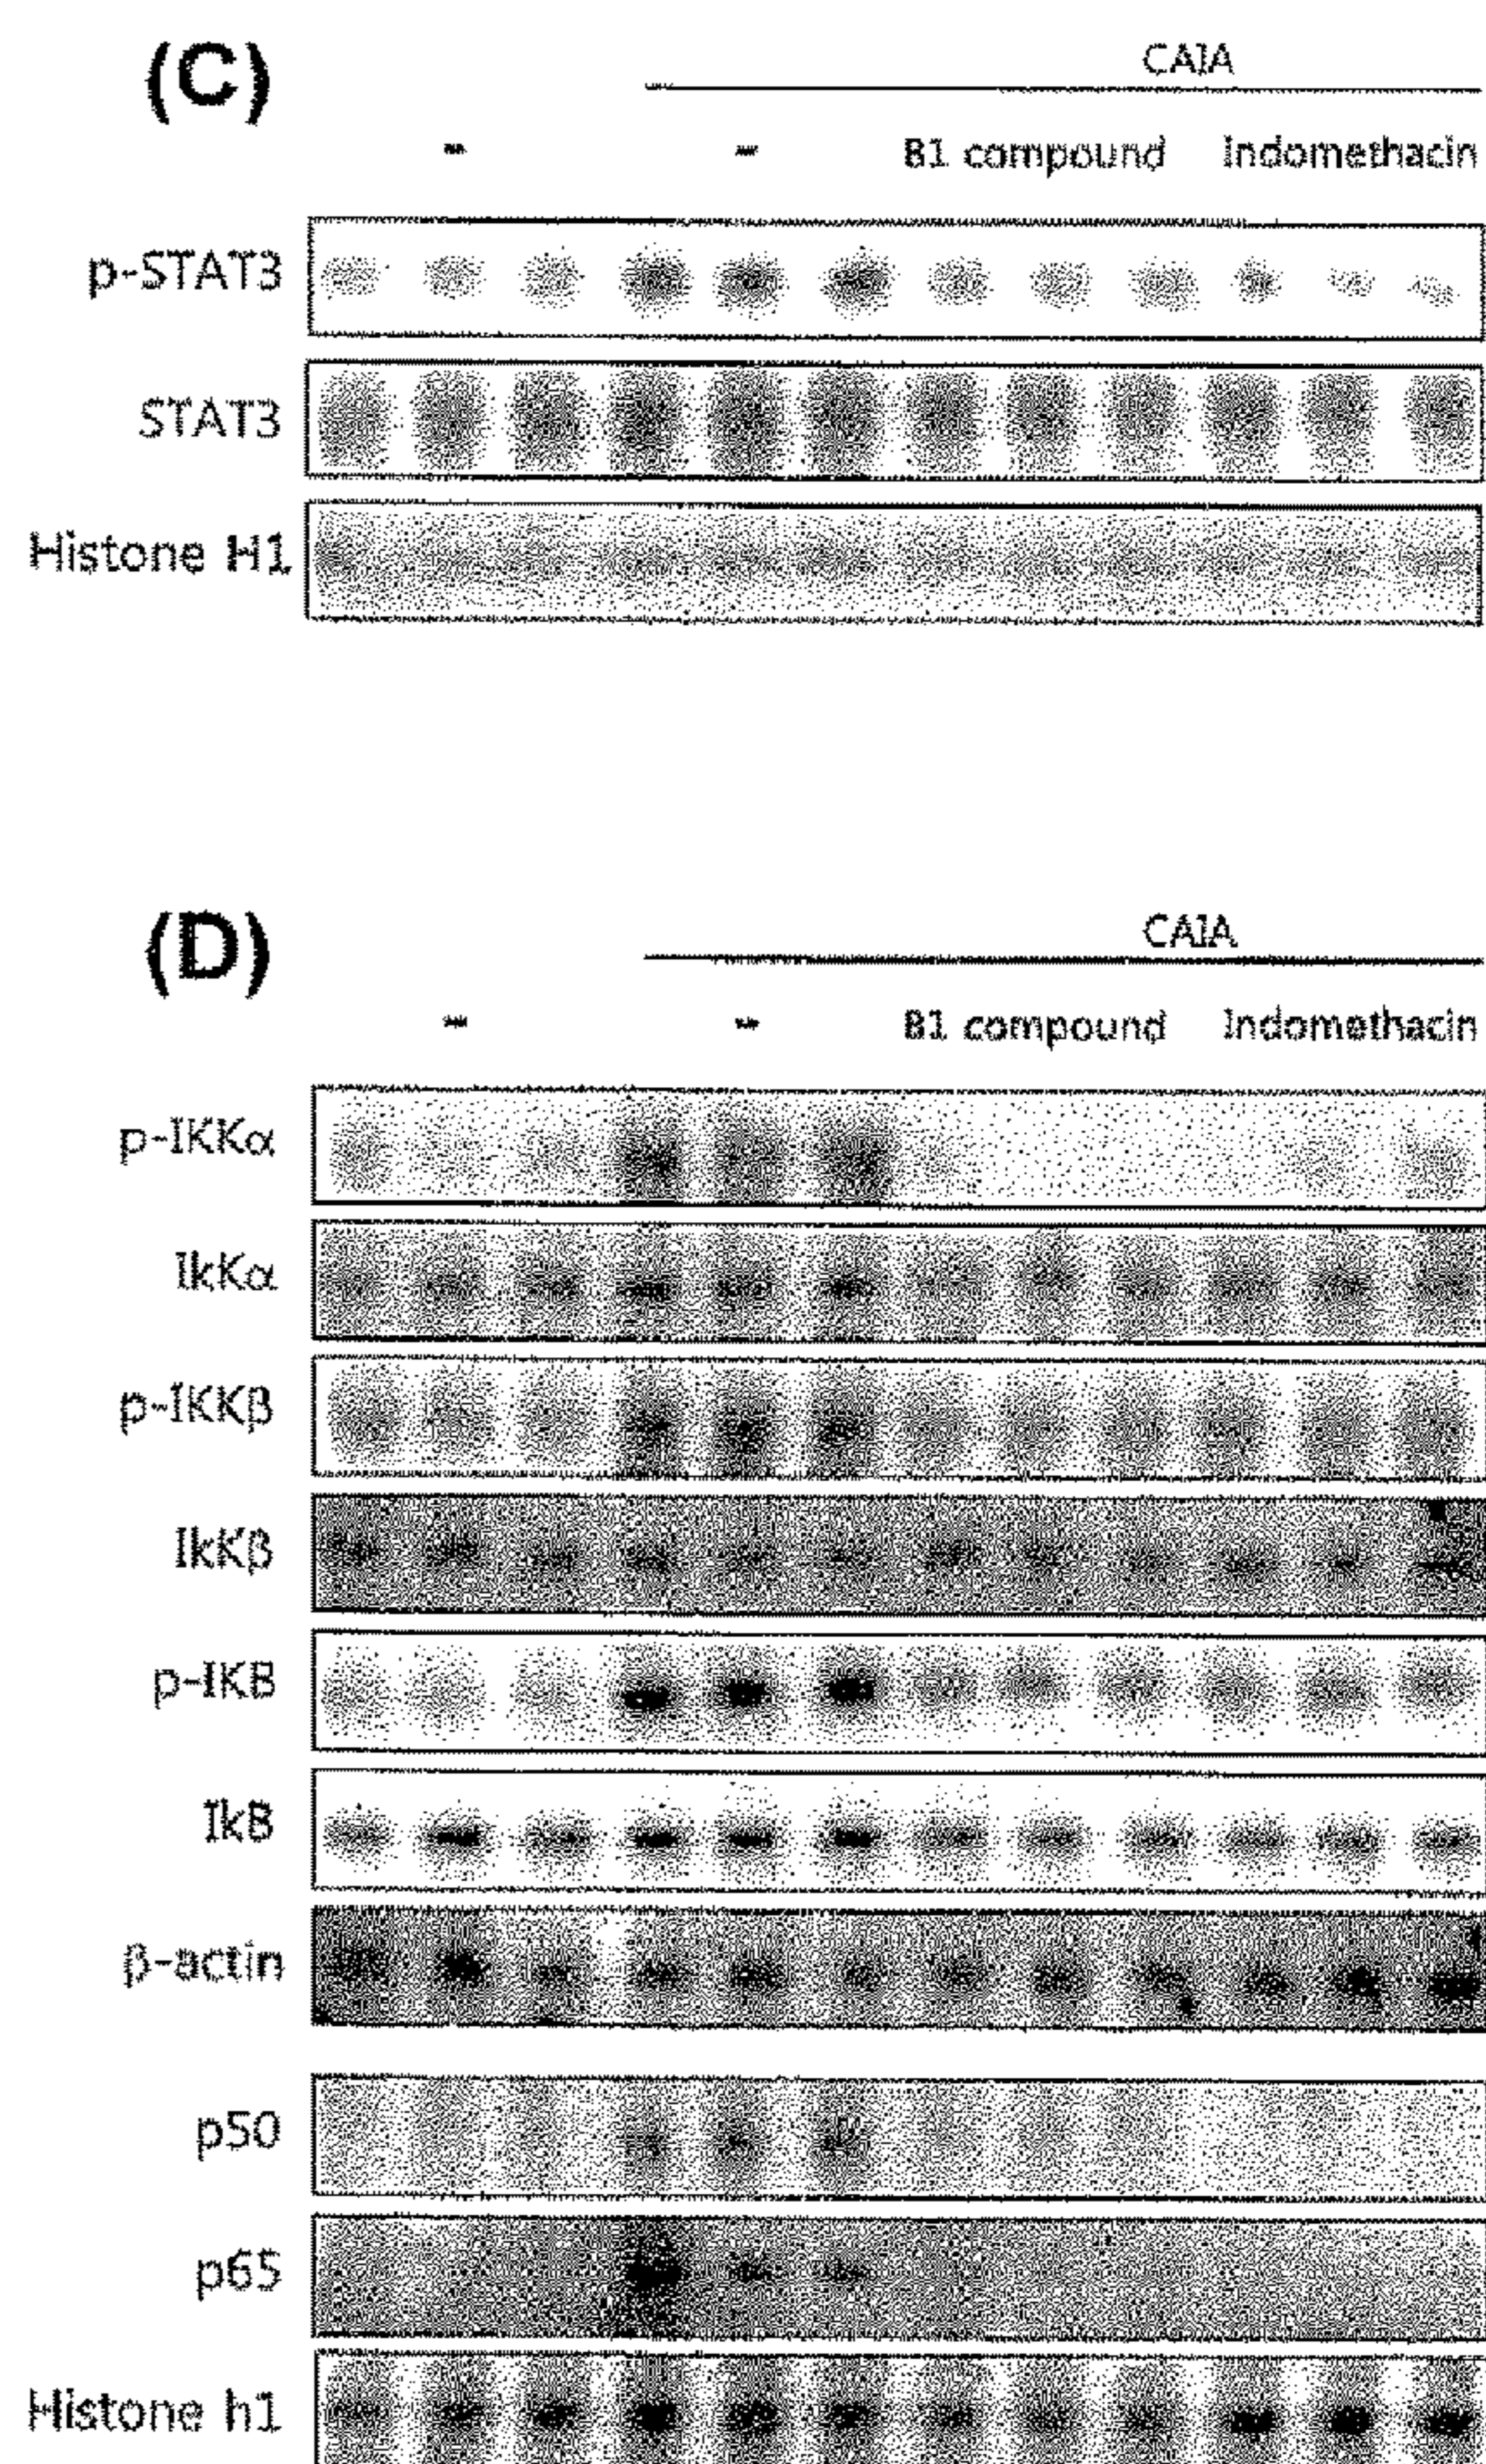 (C)
CAIA
- - B1 compound Indomethacin
p-STAT3
STAT3
Histone H1
(D)
CAIA
- - B1 compound Indomethacin
p-IKKα
IkKα
p-IKKβ
IkKβ
p-IKB
IkB
β-actin
p50
p65
Histone h1